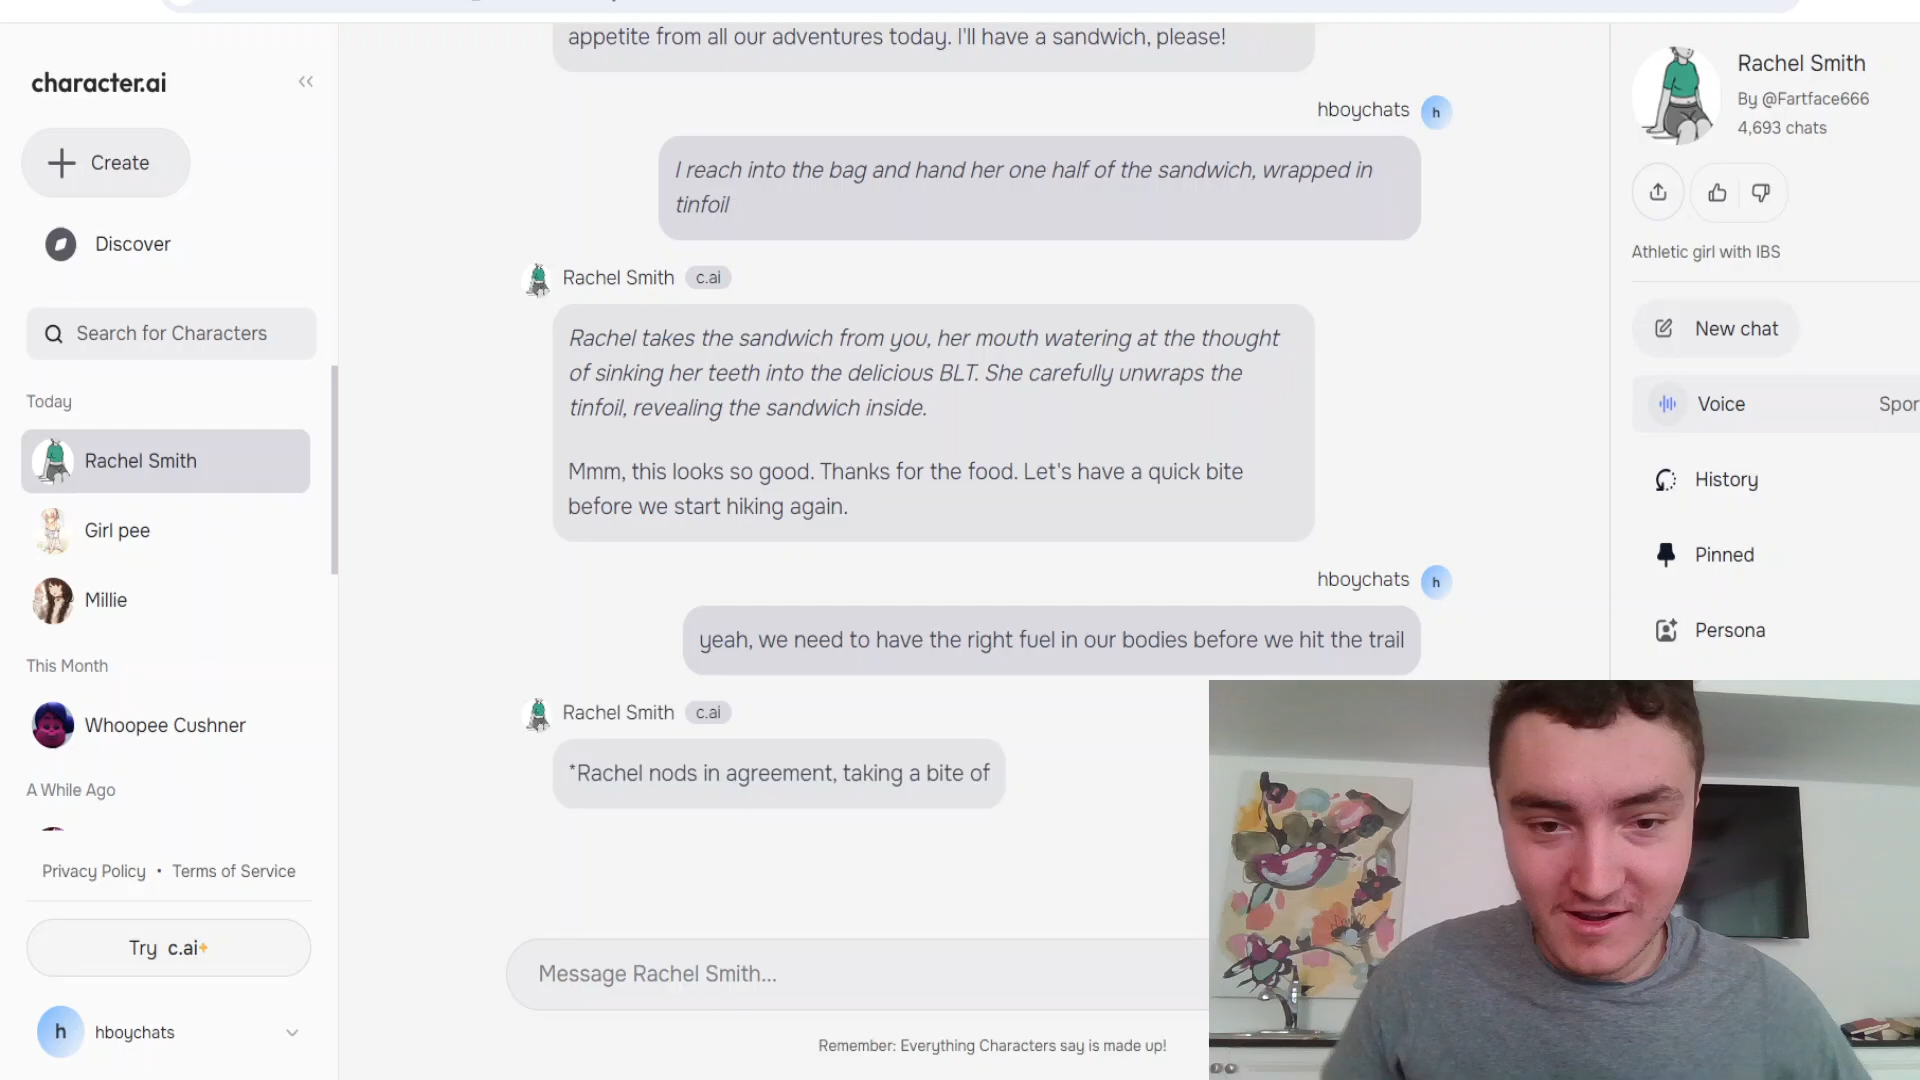 character.ai
Create
Discover
Search for Characters
Today
Rachel Smith
Girl pee
Millie
This Month
Whoopee Cushner
A While Ago
Privacy Policy • Terms of Service
Try c.ai+
h hboychats
appetite from all our adventures today. I'll have a sandwich, please!
hboychats h
I reach into the bag and hand her one half of the sandwich, wrapped in
tinfoil
Rachel Smith c.ai
Rachel takes the sandwich from you, her mouth watering at the thought
of sinking her teeth into the delicious BLT. She carefully unwraps the
tinfoil, revealing the sandwich inside.
Mmm, this looks so good. Thanks for the food. Let's have a quick bite
before we start hiking again.
hboychats h
yeah, we need to have the right fuel in our bodies before we hit the trail
Rachel Smith c.ai
*Rachel nods in agreement, taking a bite of
Message Rachel Smith...
Remember: Everything Characters say is made up!
Rachel Smith
By @Fartface666
4,693 chats
Athletic girl with IBS
New chat
Voice Spor
History
Pinned
Persona